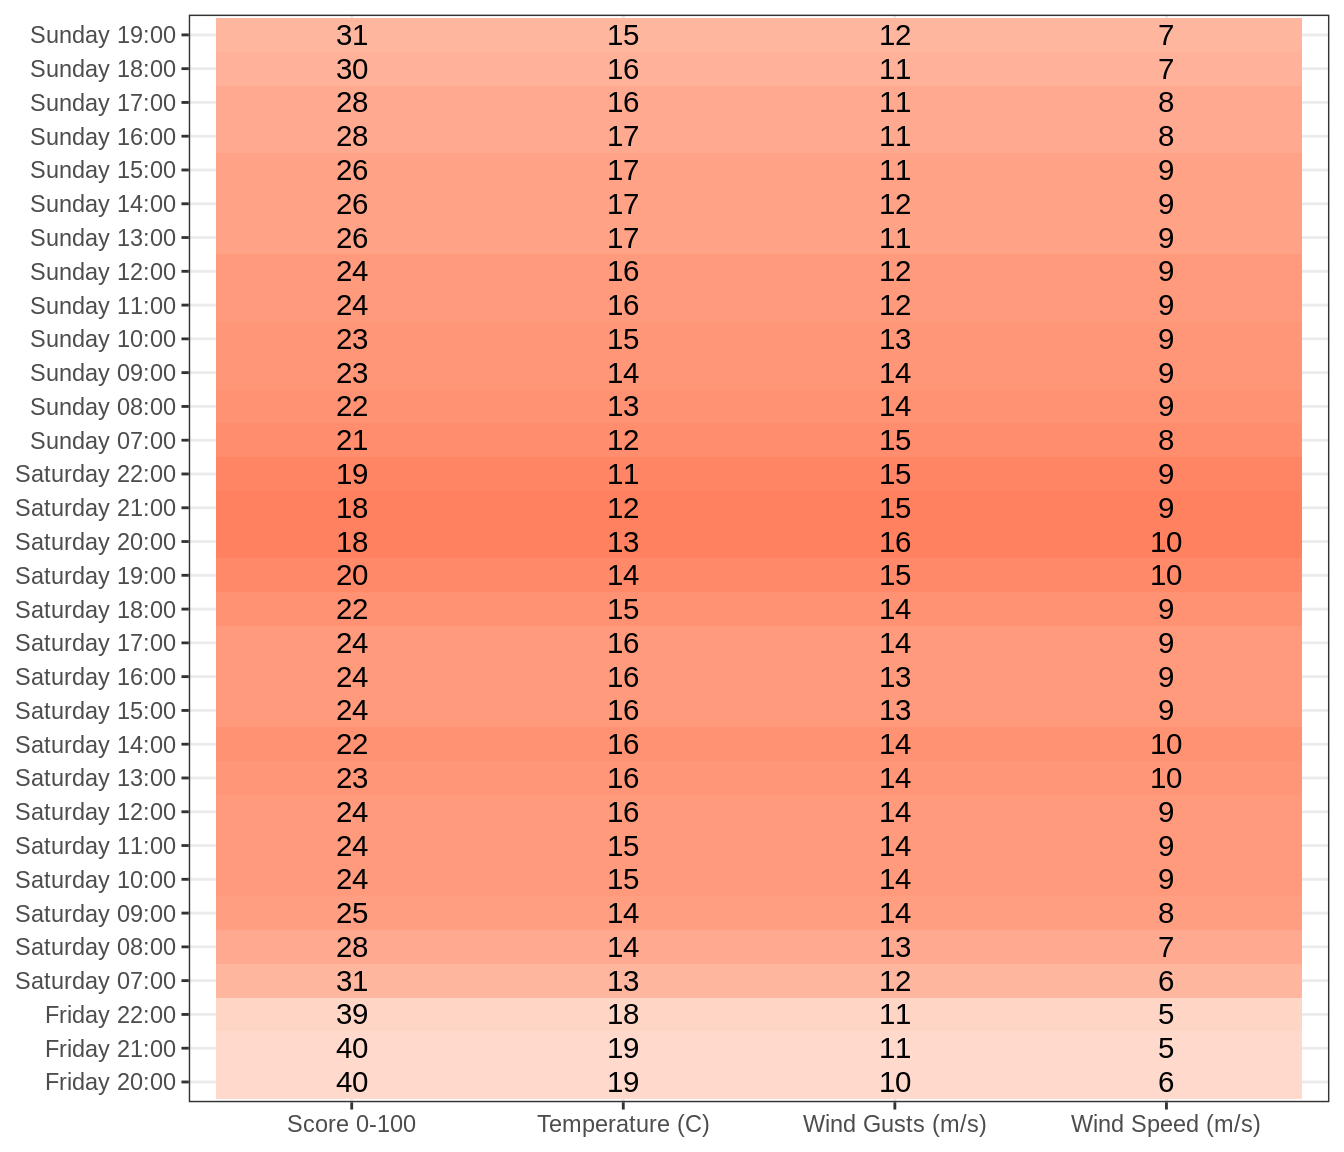 Sunday 19:00 31 15 12 7
Sunday 18:00 30 16 11 7
Sunday 17:00 28 16 11 8
Sunday 16:00 28 17 11 8
Sunday 15:00 26 17 11 9
Sunday 14:00 26 17 12 9
Sunday 13:00 26 17 11 9
Sunday 12:00 24 16 12 9
Sunday 11:00 24 16 12 9
Sunday 10:00 23 15 13 9
Sunday 09:00 23 14 14 9
Sunday 08:00 22 13 14 9
Sunday 07:00 21 12 15 8
Saturday 22:00 19 11 15 9
Saturday 21:00 18 12 15 9
Saturday 20:00 18 13 16 10
Saturday 19:00 20 14 15 10
Saturday 18:00 22 15 14 9
Saturday 17:00 24 16 14 9
Saturday 16:00 24 16 13 9
Saturday 15:00 24 16 13 9
Saturday 14:00 22 16 14 10
Saturday 13:00 23 16 14 10
Saturday 12:00 24 16 14 9
Saturday 11:00 24 15 14 9
Saturday 10:00 24 15 14 9
Saturday 09:00 25 14 14 8
Saturday 08:00 28 14 13 7
Saturday 07:00 31 13 12 6
Friday 22:00 39 18 11 5
Friday 21:00 40 19 11 5
Friday 20:00 40 19 10 6
Score 0-100 Temperature (C) Wind Gusts (m/s) Wind Speed (m/s)